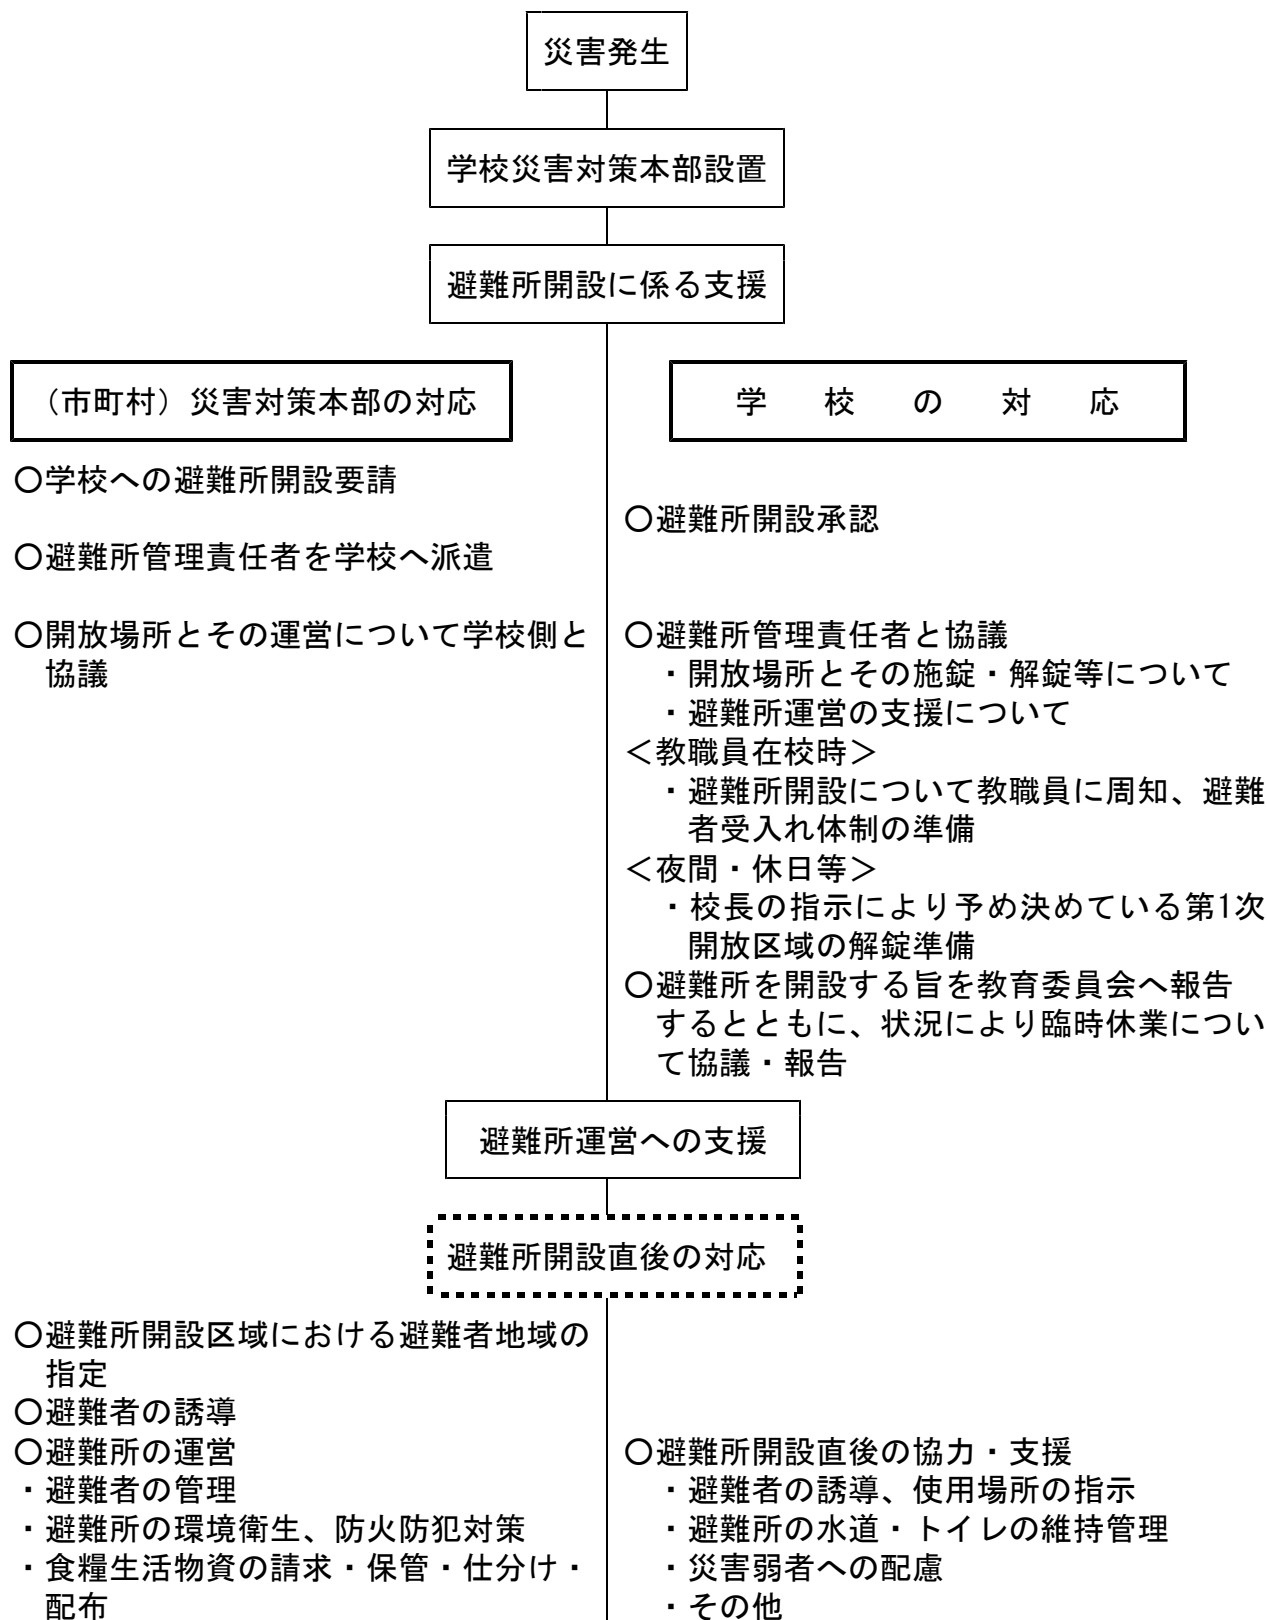 災害発生
学校災害対策本部設置
避難所開設に係る支援
（市町村）災害対策本部の対応
学校の対応
〇学校への避難所開設要請
〇避難所開設承認
〇避難所管理責任者を学校へ派遣
〇開放場所とその運営について学校側と
協議
〇避難所管理責任者と協議
・開放場所とその施錠・解錠等について
・避難所運営の支援について
＜教職員在校時＞
・避難所開設について教職員に周知、避難
者受入れ体制の準備
＜夜間・休日等＞
・校長の指示により予め決めている第1次
開放区域の解錠準備
〇避難所を開設する旨を教育委員会へ報告
するとともに、状況により臨時休業につい
て協議・報告
避難所運営への支援
避難所開設直後の対応
〇避難所開設区域における避難者地域の
指定
〇避難者の誘導
〇避難所の運営
・避難者の管理
・避難所の環境衛生、防火防犯対策
・食糧生活物資の請求・保管・仕分け・
配布
〇避難所開設直後の協力・支援
・避難者の誘導、使用場所の指示
・避難所の水道・トイレの維持管理
・災害弱者への配慮
・その他